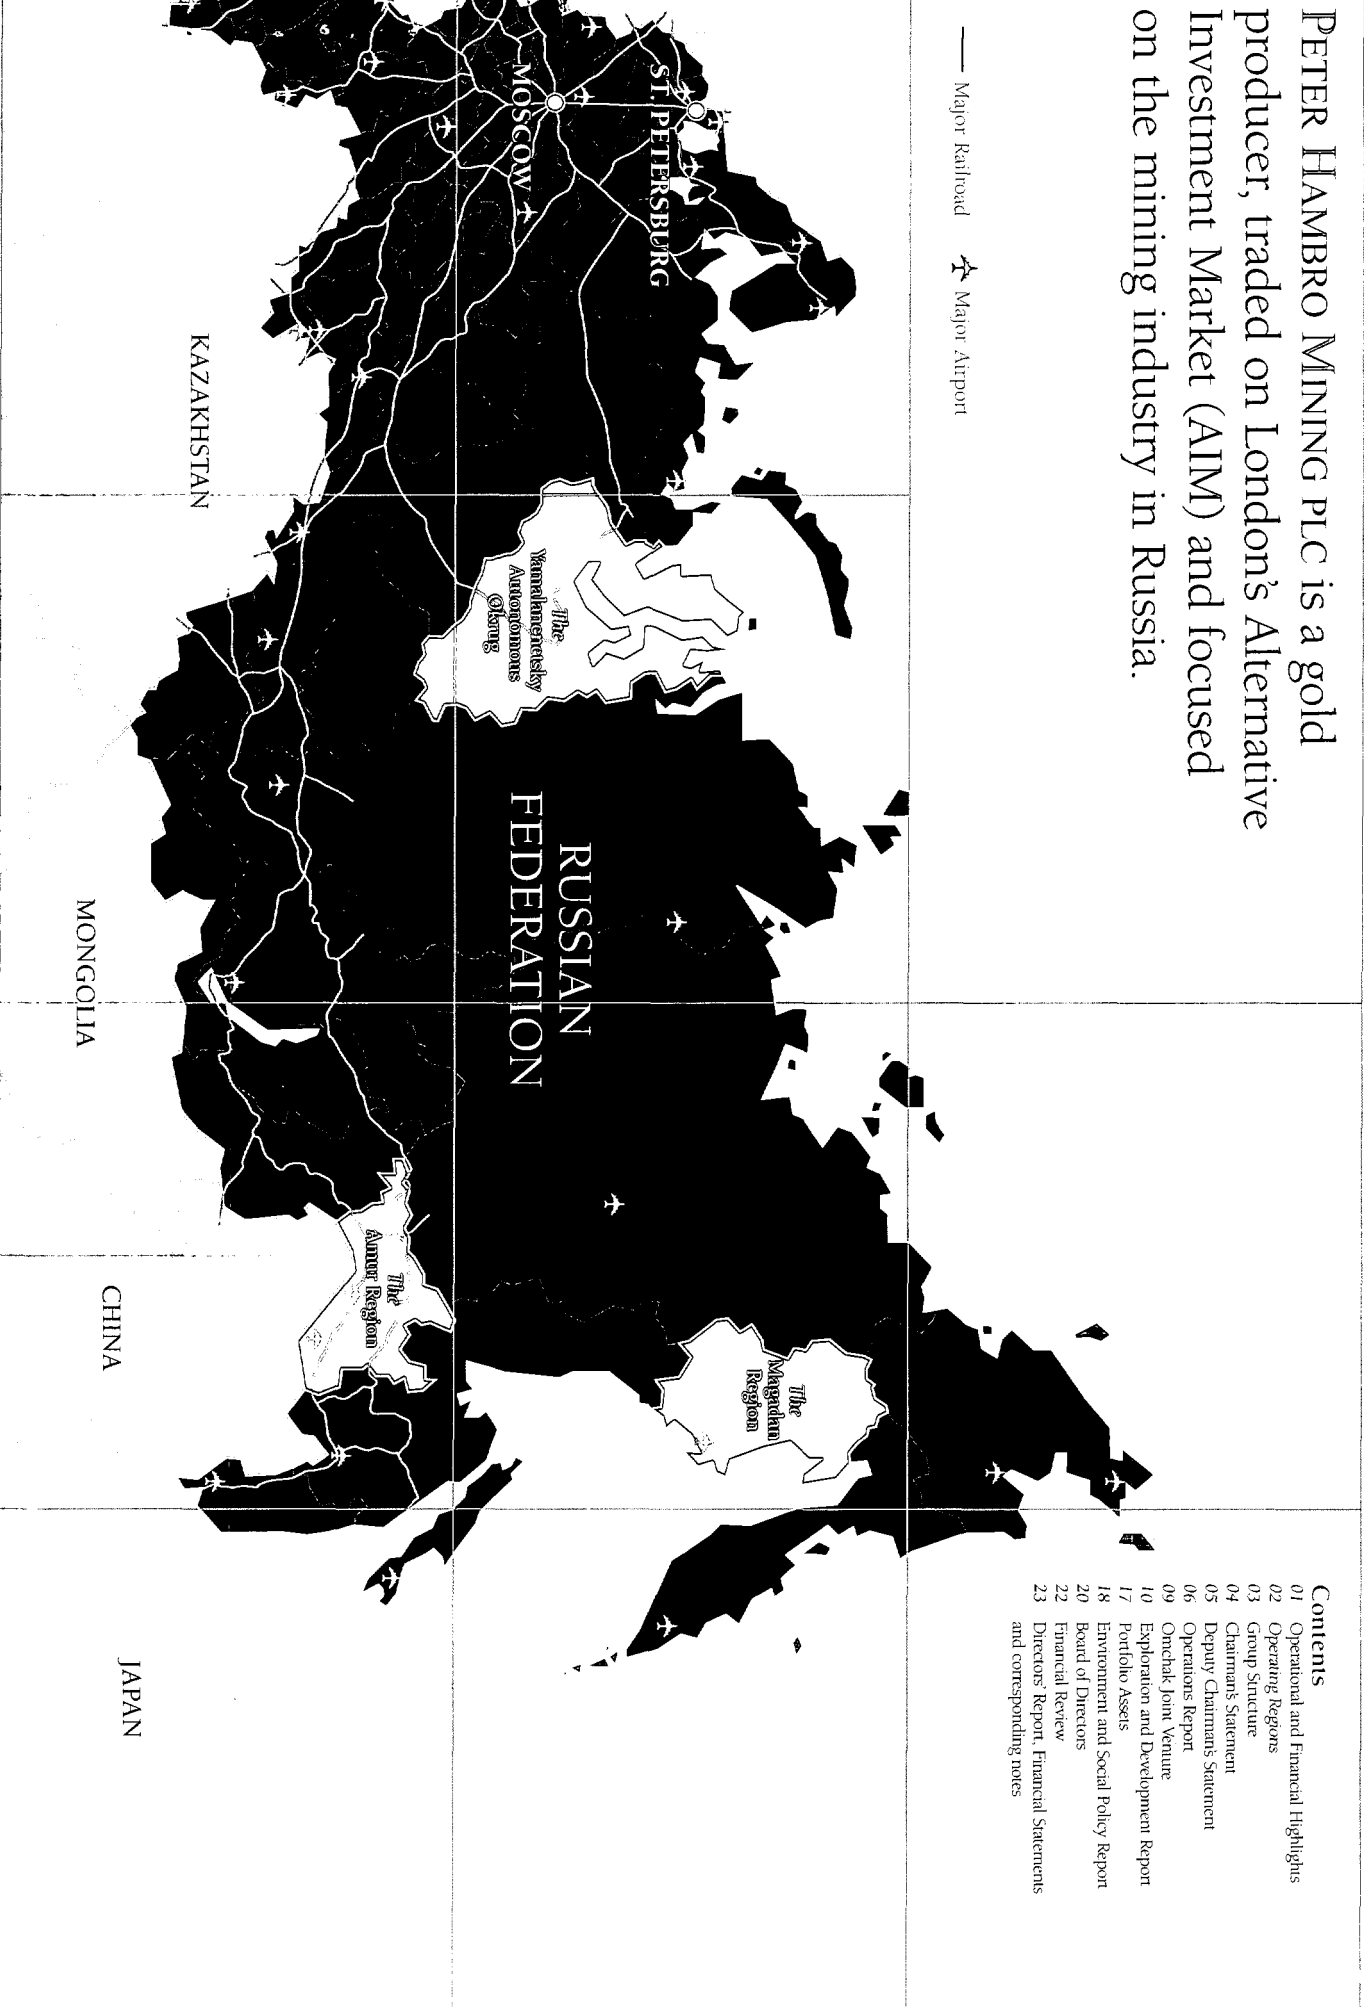 PETER HAMBRO MINING PLC is a gold
producer, traded on London's Alternative
Investment Market (AIM) and focused
on the mining industry in Russia.
Major Railroad
Major Airport
ST. PETERSBURG
MOSCOW
KAZAKHSTAN
The
Yamalanenetsky
Autonomous
Okrug
RUSSIAN
FEDERATION
MONGOLIA
The
Amur Region
The
Magadan
Region
CHINA
JAPAN
Contents
01 Operational and Financial Highlights
02 Operating Regions
03 Group Structure
04 Chairman's Statement
05 Deputy Chairman's Statement
06 Operations Report
09 Omchak Joint Venture
10 Exploration and Development Report
17 Portfolio Assets
18 Environment and Social Policy Report
20 Board of Directors
22 Financial Review
23 Directors' Report, Financial Statements
and corresponding notes